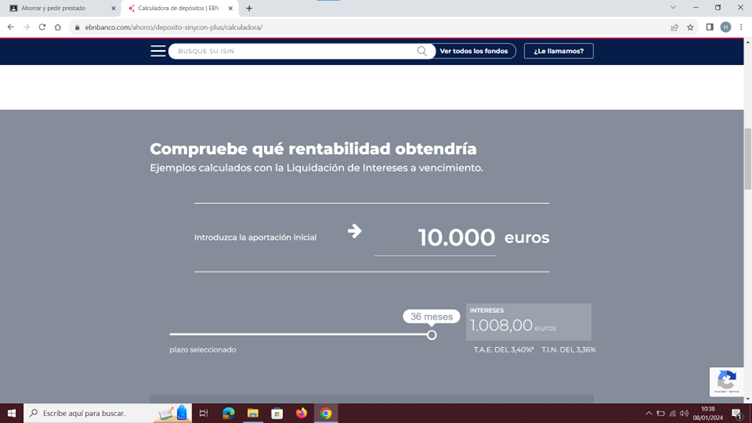 Ahorrar y pedir prestado
Calculadora de depósitos | EBN
ebnbanco.com/ahorro/deposito-sinycon-plus/calculadora/
H
BUSQUE SU ISIN
Ver todos los fondos
¿Le llamamos?
Compruebe qué rentabilidad obtendría
Ejemplos calculados con la Liquidación de Intereses a vencimiento.
Introduzca la aportación inicial
10.000 euros
36 meses
INTERESES
1.008,00 euros
plazo seleccionado
T.A.E. DEL 3,40%* T.I.N. DEL 3,36%
Escribe aquí para buscar.
10:38
08/01/2024